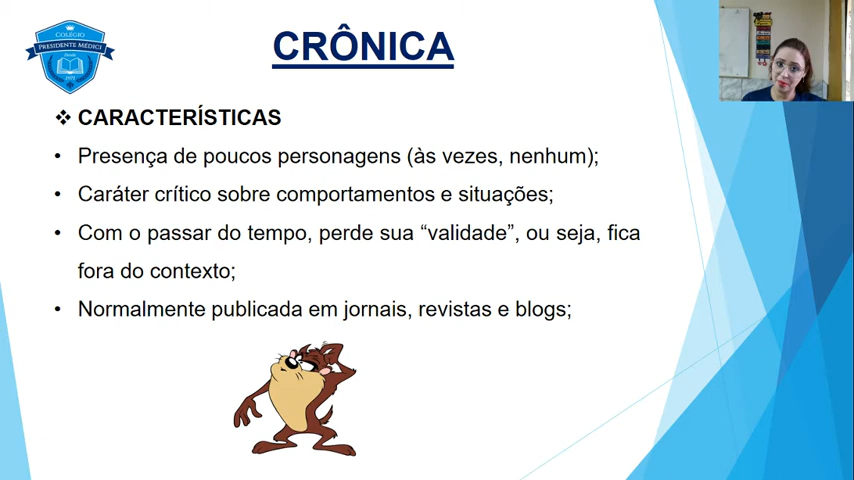 COLÉGIO
PRESIDENTE MÉDICI
CRÔNICA
❖ CARACTERÍSTICAS
• Presença de poucos personagens (às vezes, nenhum);
• Caráter crítico sobre comportamentos e situações;
• Com o passar do tempo, perde sua “validade”, ou seja, fica
fora do contexto;
• Normalmente publicada em jornais, revistas e blogs;